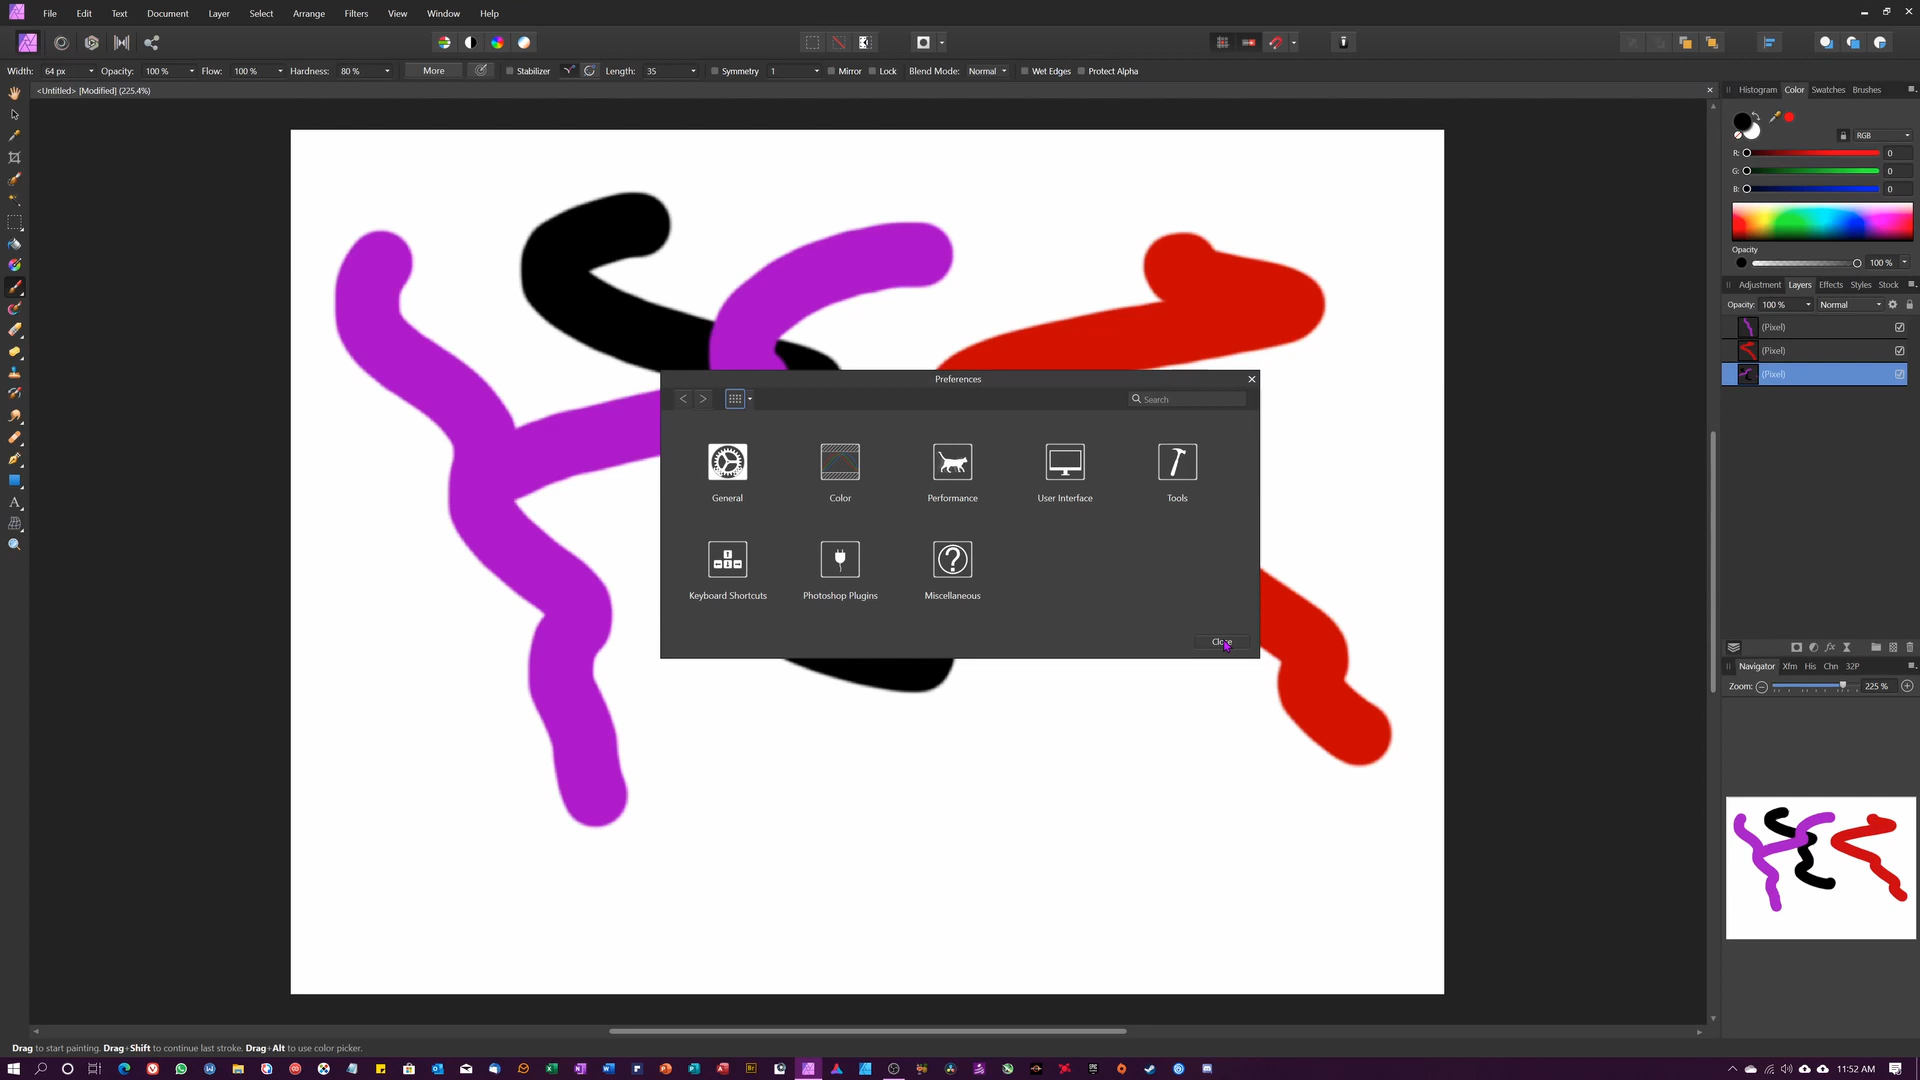 File Edit Text Document Layer Select Arrange Filters View Window Help
Width: 64 px Opacity: 100 % Flow: 100 % Hardness: 80 % More Stabilizer Length: 35 Symmetry 1 Mirror Lock Blend Mode: Normal Wet Edges Protect Alpha
<Untitled> [Modified] (225.4%)
Histogram Color Swatches Brushes
RGB
R: 0
G: 0
B: 0
Opacity
100 %
Adjustment Layers Effects Styles Stock
Opacity: 100 % Normal
(Pixel)
(Pixel)
(Pixel)
Preferences
Search
General Color Performance User Interface Tools
Keyboard Shortcuts Photoshop Plugins Miscellaneous
Navigator Xfm His Chn 32P
Zoom: 225 %
Drag to start painting. Drag+Shift to continue last stroke. Drag+Alt to use color picker.
11:52 AM